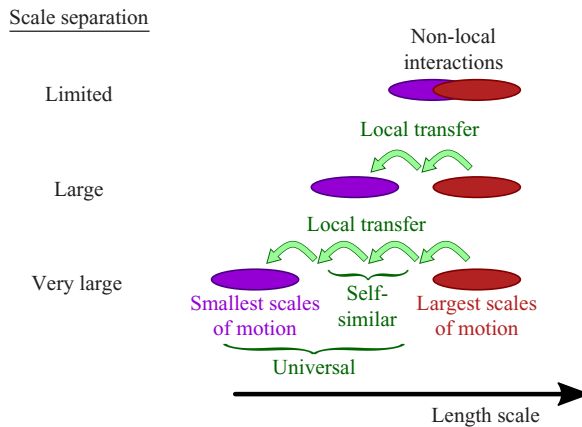 Scale separation
Non-local
interactions
Limited
Local transfer
Large
Local transfer
Very large
Smallest scales
of motion
Self-
similar
Largest scales
of motion
Universal
Length scale